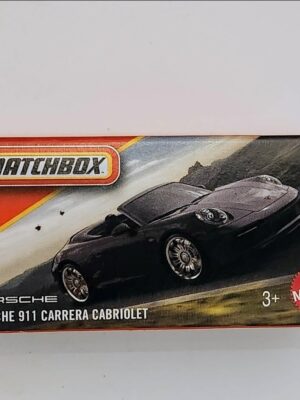 MATCHBOX
RSCHE
HE 911 CARRERA CABRIOLET
3+
M